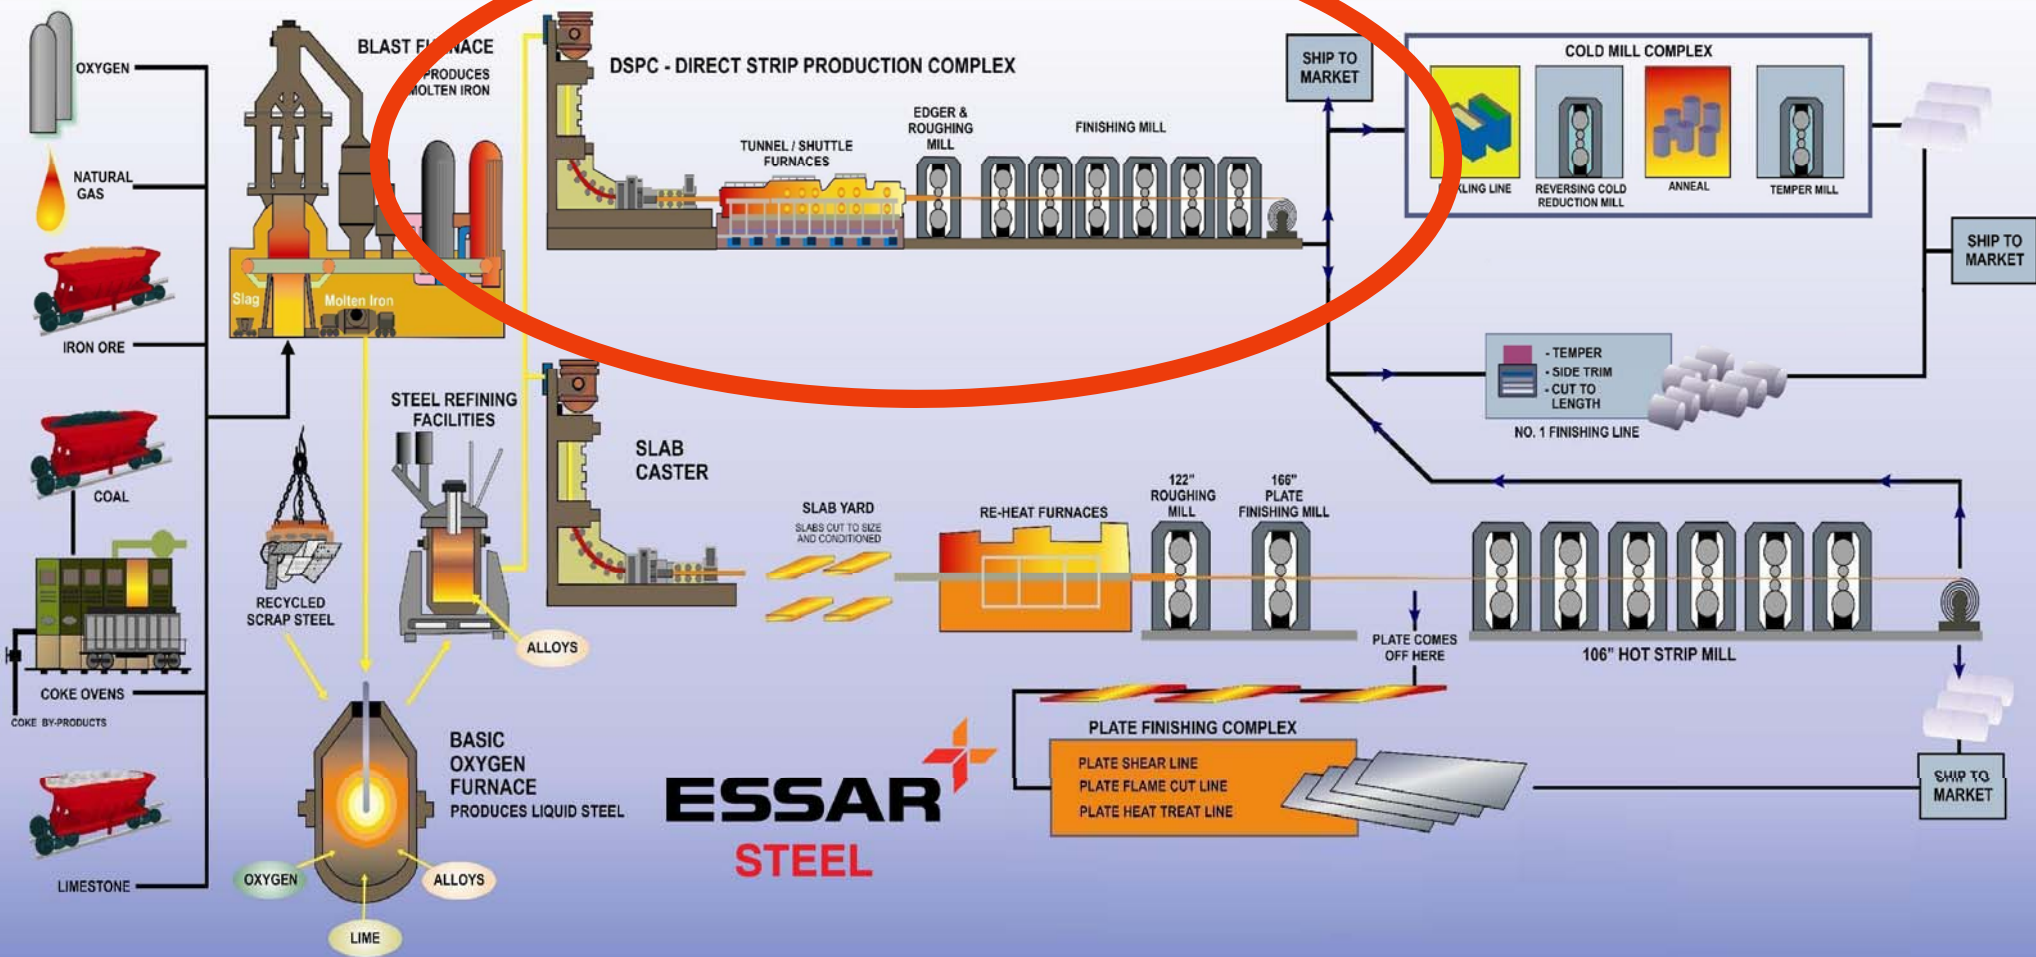 OXYGEN
NATURAL
GAS
IRON ORE
COAL
COKE OVENS
COKE BY-PRODUCTS
LIMESTONE
BLAST FURNACE
PRODUCES
MOLTEN IRON
Slag
Molten Iron
RECYCLED
SCRAP STEEL
STEEL REFINING
FACILITIES
ALLOYS
BASIC
OXYGEN
FURNACE
PRODUCES LIQUID STEEL
OXYGEN
ALLOYS
LIME
DSPC - DIRECT STRIP PRODUCTION COMPLEX
TUNNEL / SHUTTLE
FURNACES
EDGER &
ROUGHING
MILL
FINISHING MILL
SHIP TO
MARKET
COLD MILL COMPLEX
PICKLING LINE
REVERSING COLD
REDUCTION MILL
ANNEAL
TEMPER MILL
SHIP TO
MARKET
- TEMPER
- SIDE TRIM
- CUT TO
LENGTH
NO. 1 FINISHING LINE
SLAB
CASTER
SLAB YARD
SLABS CUT TO SIZE
AND CONDITIONED
RE-HEAT FURNACES
122"
ROUGHING
MILL
166"
PLATE
FINISHING MILL
PLATE COMES
OFF HERE
106" HOT STRIP MILL
PLATE FINISHING COMPLEX
PLATE SHEAR LINE
PLATE FLAME CUT LINE
PLATE HEAT TREAT LINE
SHIP TO
MARKET
ESSAR
STEEL